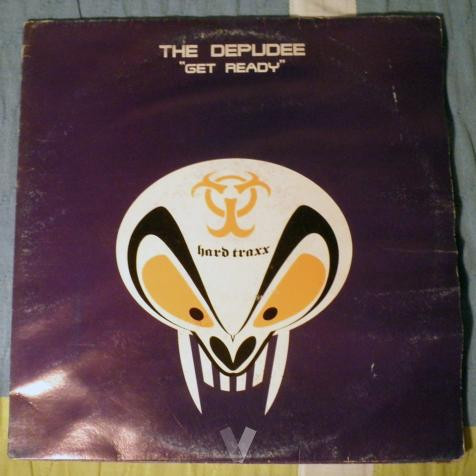 THE DEPUDEE
"GET READY"
hard traxx
V